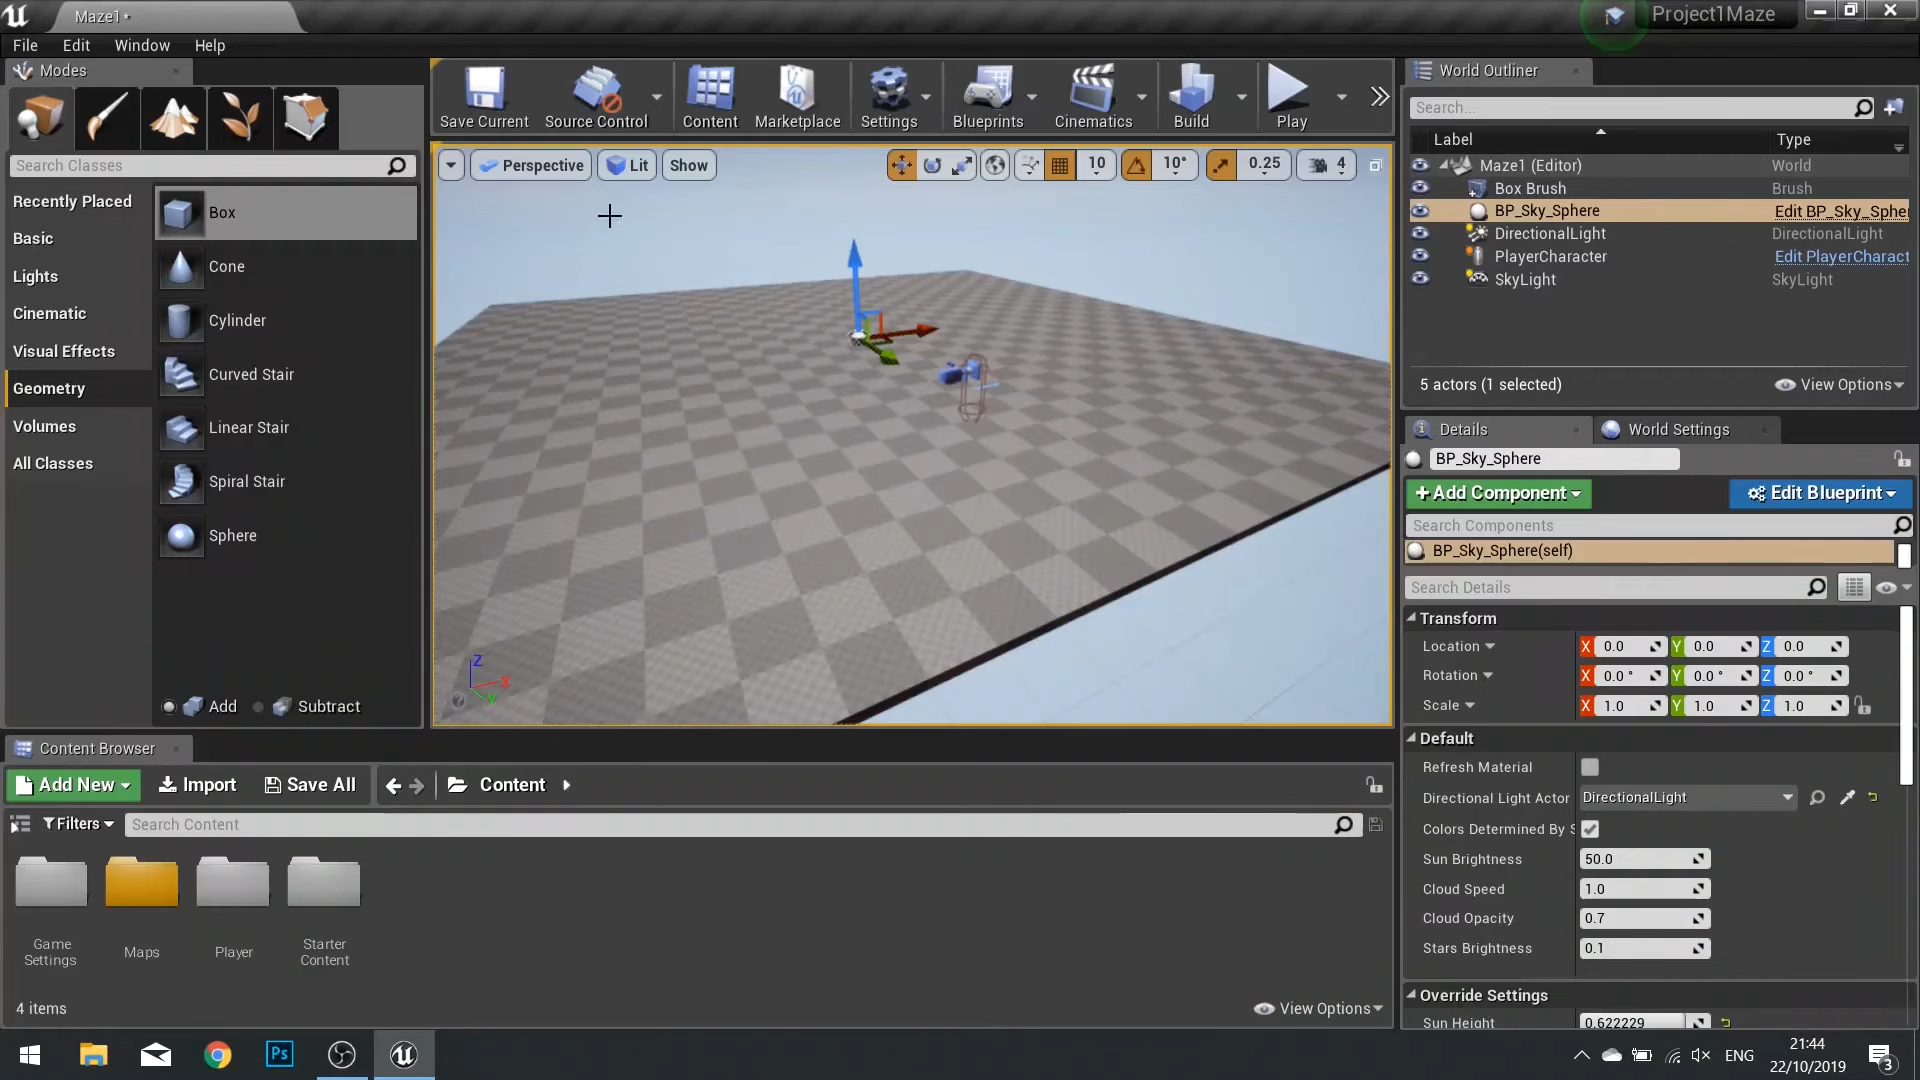 Maze1*
Project1Maze
File Edit Window Help
Modes
Search Classes
Recently Placed
Basic
Lights
Cinematic
Visual Effects
Geometry
Volumes
All Classes
Box
Cone
Cylinder
Curved Stair
Linear Stair
Spiral Stair
Sphere
Add Subtract
Save Current Source Control Content Marketplace Settings Blueprints Cinematics Build Play
Perspective Lit Show 10 10° 0.25 4
Z
X
Y
World Outliner
Search...
Label Type
Maze1 (Editor) World
Box Brush Brush
BP_Sky_Sphere Edit BP_Sky_Spher
DirectionalLight DirectionalLight
PlayerCharacter Edit PlayerCharact
SkyLight SkyLight
5 actors (1 selected) View Options
Details World Settings
BP_Sky_Sphere
+Add Component Edit Blueprint
Search Components
BP_Sky_Sphere(self)
Search Details
Transform
Location X 0.0 Y 0.0 Z 0.0
Rotation X 0.0 ° Y 0.0 ° Z 0.0 °
Scale X 1.0 Y 1.0 Z 1.0
Default
Refresh Material
Directional Light Actor DirectionalLight
Colors Determined By S
Sun Brightness 50.0
Cloud Speed 1.0
Cloud Opacity 0.7
Stars Brightness 0.1
Override Settings
Sun Height 0.622229
Content Browser
Add New Import Save All Content
Filters Search Content
Game Settings
Maps
Player
Starter Content
4 items View Options
Ps
ENG
21:44
22/10/2019
3